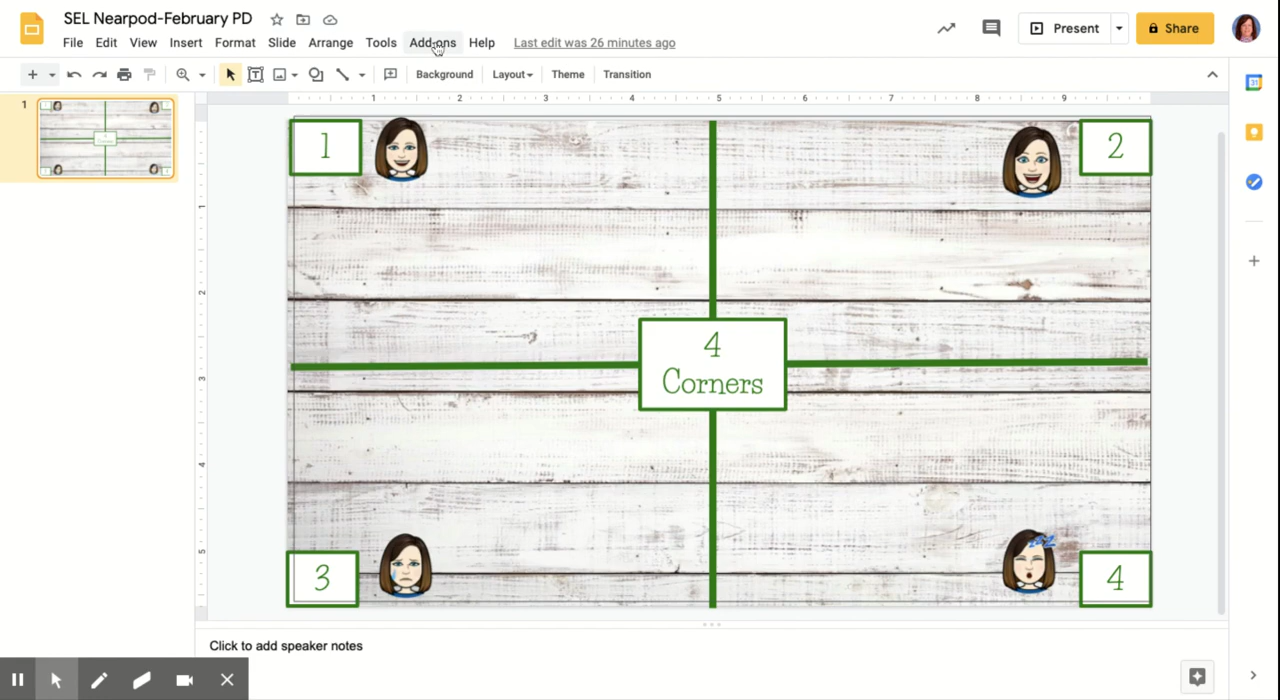 SEL Nearpod-February PD
File Edit View Insert Format Slide Arrange Tools Add-ons Help Last edit was 26 minutes ago
Present
Share
Background Layout Theme Transition
1 2 3 4 5 6 7 8 9
1
1
2
3
4
5
1
2
4
Corners
3
4
zzZ
Click to add speaker notes
31